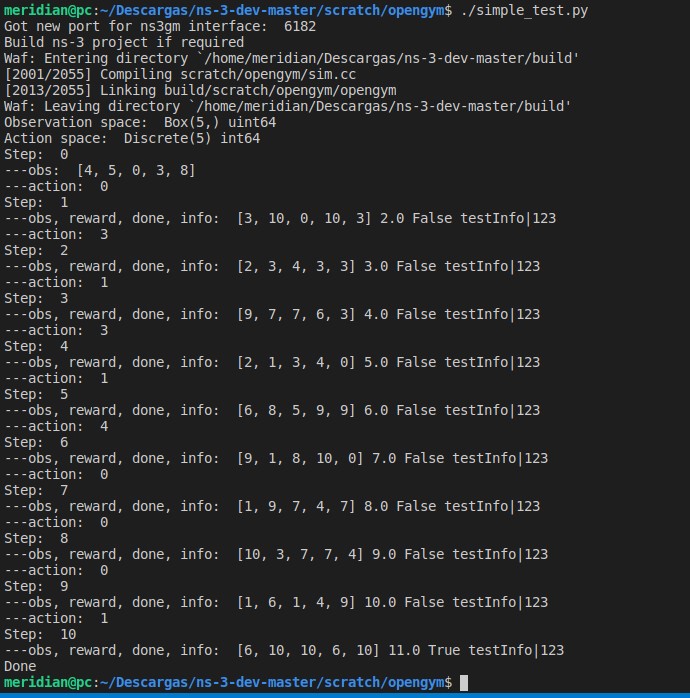 meridian@pc:~/Descargas/ns-3-dev-master/scratch/opengym$ ./simple_test.py
Got new port for ns3gm interface:  6182
Build ns-3 project if required
Waf: Entering directory `/home/meridian/Descargas/ns-3-dev-master/build'
[2001/2055] Compiling scratch/opengym/sim.cc
[2013/2055] Linking build/scratch/opengym/opengym
Waf: Leaving directory `/home/meridian/Descargas/ns-3-dev-master/build'
Observation space:  Box(5,) uint64
Action space:  Discrete(5) int64
Step:  0
---obs:  [4, 5, 0, 3, 8]
---action:  0
Step:  1
---obs, reward, done, info:  [3, 10, 0, 10, 3] 2.0 False testInfo|123
---action:  3
Step:  2
---obs, reward, done, info:  [2, 3, 4, 3, 3] 3.0 False testInfo|123
---action:  1
Step:  3
---obs, reward, done, info:  [9, 7, 7, 6, 3] 4.0 False testInfo|123
---action:  3
Step:  4
---obs, reward, done, info:  [2, 1, 3, 4, 0] 5.0 False testInfo|123
---action:  1
Step:  5
---obs, reward, done, info:  [6, 8, 5, 9, 9] 6.0 False testInfo|123
---action:  4
Step:  6
---obs, reward, done, info:  [9, 1, 8, 10, 0] 7.0 False testInfo|123
---action:  0
Step:  7
---obs, reward, done, info:  [1, 9, 7, 4, 7] 8.0 False testInfo|123
---action:  0
Step:  8
---obs, reward, done, info:  [10, 3, 7, 7, 4] 9.0 False testInfo|123
---action:  0
Step:  9
---obs, reward, done, info:  [1, 6, 1, 4, 9] 10.0 False testInfo|123
---action:  1
Step:  10
---obs, reward, done, info:  [6, 10, 10, 6, 10] 11.0 True testInfo|123
Done
meridian@pc:~/Descargas/ns-3-dev-master/scratch/opengym$